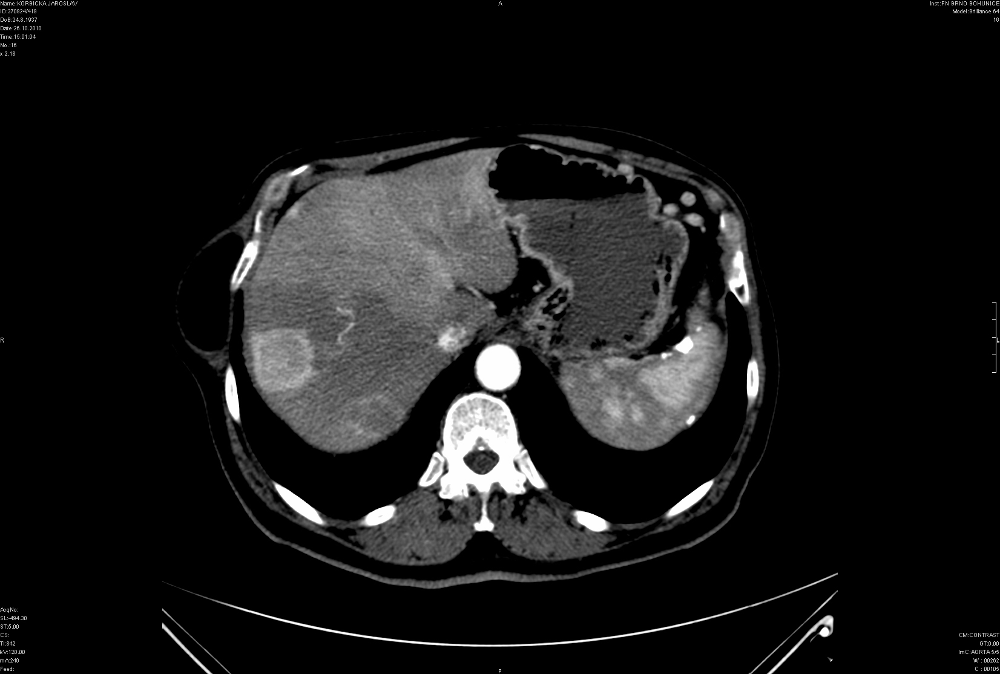 Name:KORBICKA JAROSLAV
ID:370824/419
DoB:24.8.1937
Date:26.10.2010
Time:15:01:04
No.:16
x 2.18
A
Inst:FN BRNO BOHUNICE
Model:Brilliance 64
16
R
L
AcqNo:
SL:-494.30
ST:5.00
CS:
TI:842
kV:120.00
mA:249
Feed:
P
CM:CONTRAST
GT:0.00
ImC:AORTA 5/5
W : 00262
C : 00105